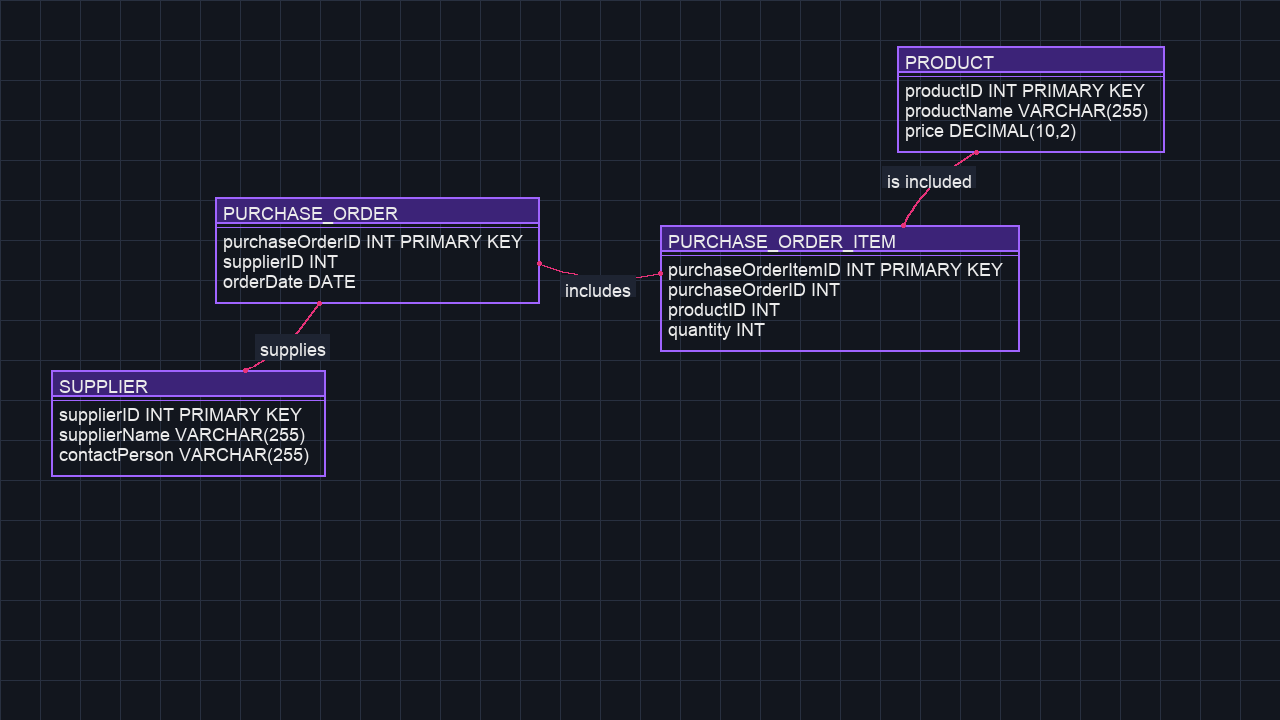 PRODUCT
productID INT PRIMARY KEY
productName VARCHAR(255)
price DECIMAL(10,2)
is included
PURCHASE_ORDER
purchaseOrderID INT PRIMARY KEY
supplierID INT
orderDate DATE
includes
PURCHASE_ORDER_ITEM
purchaseOrderItemID INT PRIMARY KEY
purchaseOrderID INT
productID INT
quantity INT
supplies
SUPPLIER
supplierID INT PRIMARY KEY
supplierName VARCHAR(255)
contactPerson VARCHAR(255)